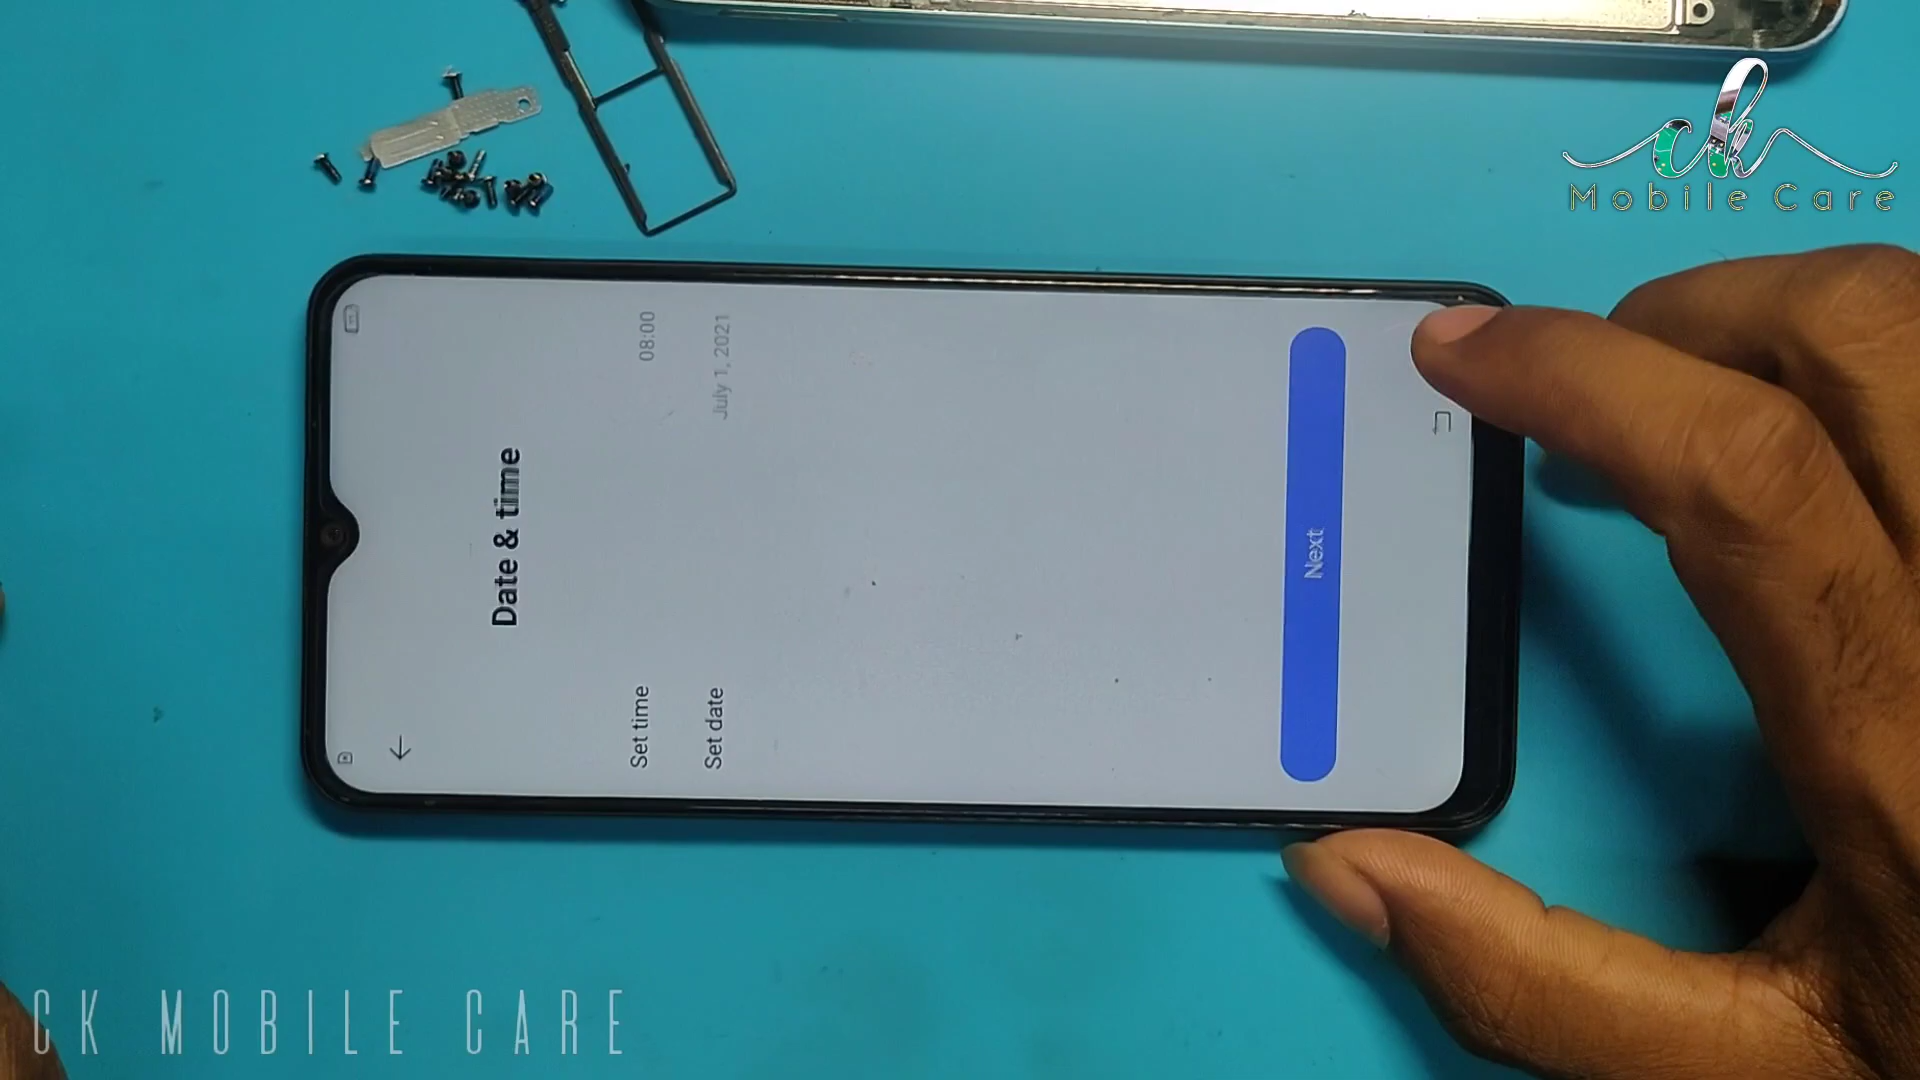 ck
Mobile Care
Date & time
Set time 08:00
Set date July 1, 2021
Next
CK MOBILE CARE